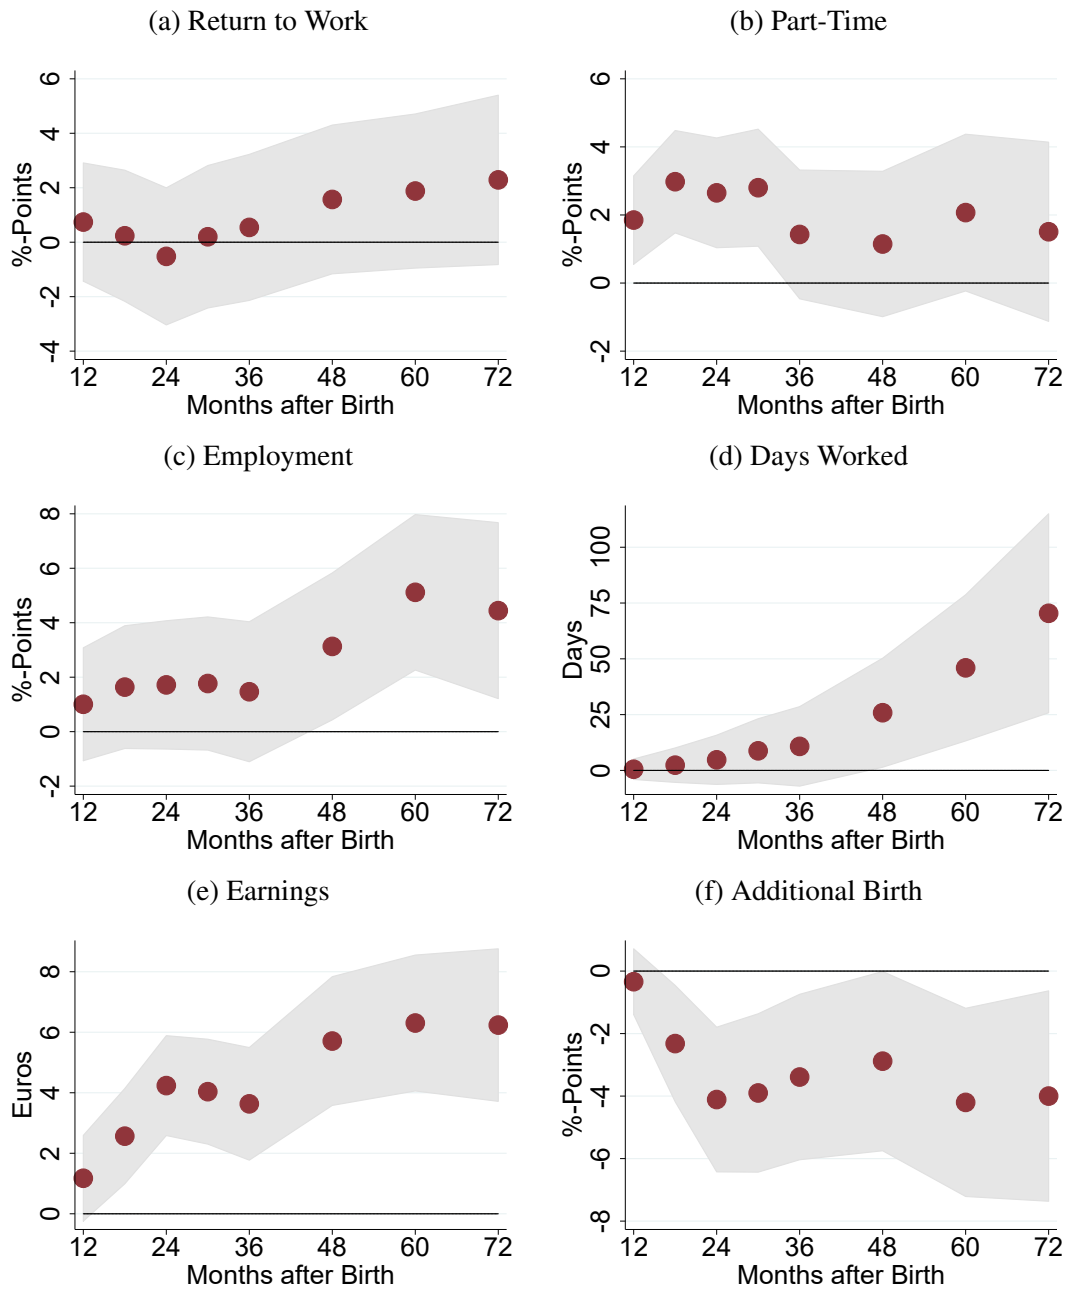 (a) Return to Work
%-Points
6
4
2
0
-2
-4
12 24 36 48 60 72
Months after Birth
(b) Part-Time
%-Points
6
4
2
0
-2
12 24 36 48 60 72
Months after Birth
(c) Employment
%-Points
8
6
4
2
0
-2
12 24 36 48 60 72
Months after Birth
(d) Days Worked
Days
100
75
50
25
0
12 24 36 48 60 72
Months after Birth
(e) Earnings
Euros
8
6
4
2
0
12 24 36 48 60 72
Months after Birth
(f) Additional Birth
%-Points
0
-2
-4
-6
-8
12 24 36 48 60 72
Months after Birth